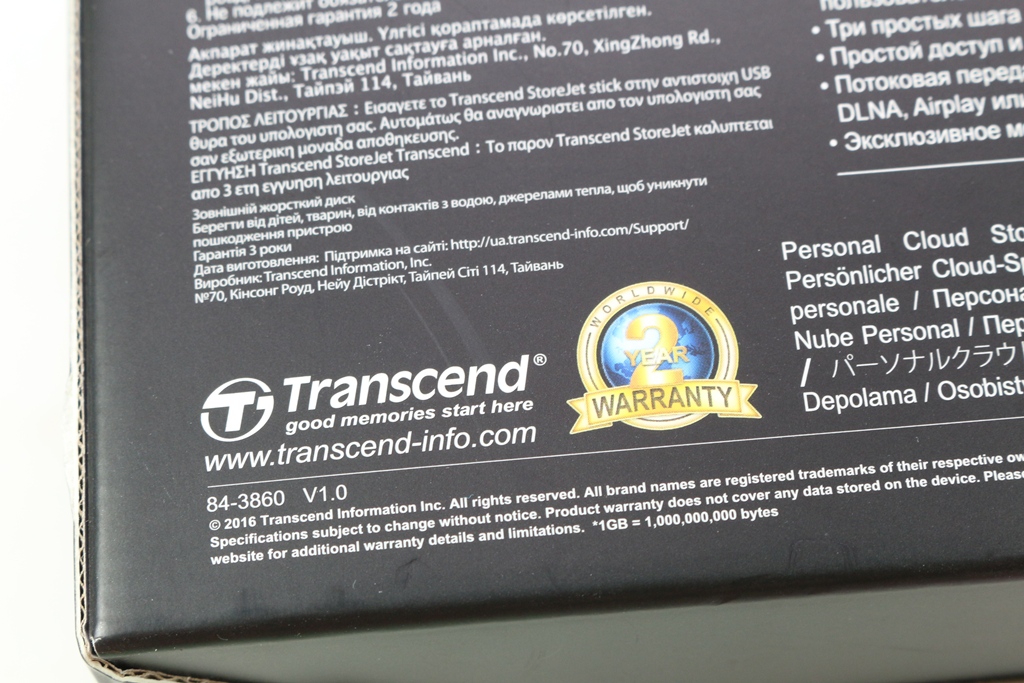 6. Не подлежит
Ограниченная гарантия 2 года
Акпарат жинақтауыш. Үлгісі қораптамада көрсетілген.
Деректерді ұзақ уақыт сақтауға арналған.
мекен жайы: Transcend Information Inc., No.70, XingZhong Rd.,
NeiHu Dist., Тайпэй 114, Тайвань
ΤΡΟΠΟΣ ΛΕΙΤΟΥΡΓΙΑΣ : Εισαγετε το Transcend StoreJet stick στην αντιστοιχη USB
θυρα του υπολογιστη σας. Αυτομάτως θα αναγνωριστει απο τον υπολογιστη σας
σαν εξωτερικη μοναδα αποθηκευσης.
ΕΓΓΥΗΣΗ Transcend StoreJet Transcend : Το παρον Transcend StoreJet καλυπτεται
απο 3 ετη εγγυηση λειτουργιας
Зовнішній жорсткий диск
Берегти від дітей, тварин, від контактів з водою, джерелами тепла, щоб уникнути
пошкодження пристрою
Гарантія 3 роки
Дата виготовлення: Підтримка на сайті: http://ua.transcend-info.com/Support/
Виробник: Transcend Information, Inc.
№70, Кінсонг Роуд, Нейу Дістрікт, Тайпей Сіті 114, Тайвань
• Три простых шага
• Простой доступ и
• Потоковая
DLNA, Airplay или
• Эксклюзивное
Personal Cloud
Persönlicher
personale /
Nube Personal /
/ パーソナルクラウ
Depolama /
Transcend®
good memories start here
www.transcend-info.com
WORLDWIDE
2
YEAR
WARRANTY
84-3860 V1.0
© 2016 Transcend Information Inc. All rights reserved. All brand names are registered trademarks of their respective
Specifications subject to change without notice. Product warranty does not cover any data stored on the device. Please
website for additional warranty details and limitations. *1GB = 1,000,000,000 bytes